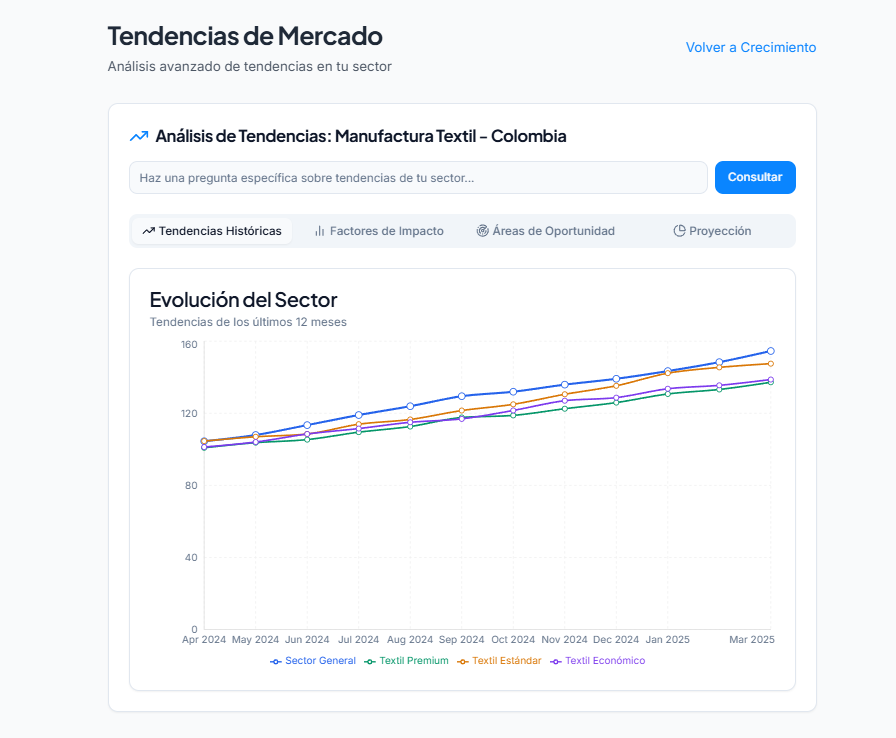 Tendencias de Mercado
Volver a Crecimiento
Análisis avanzado de tendencias en tu sector
Análisis de Tendencias: Manufactura Textil - Colombia
Haz una pregunta específica sobre tendencias de tu sector...
Consultar
Tendencias Históricas
Factores de Impacto
Áreas de Oportunidad
Proyección
Evolución del Sector
Tendencias de los últimos 12 meses
160
120
80
40
0
Apr 2024 May 2024 Jun 2024 Jul 2024 Aug 2024 Sep 2024 Oct 2024 Nov 2024 Dec 2024 Jan 2025 Mar 2025
Sector General Textil Premium Textil Estándar Textil Económico